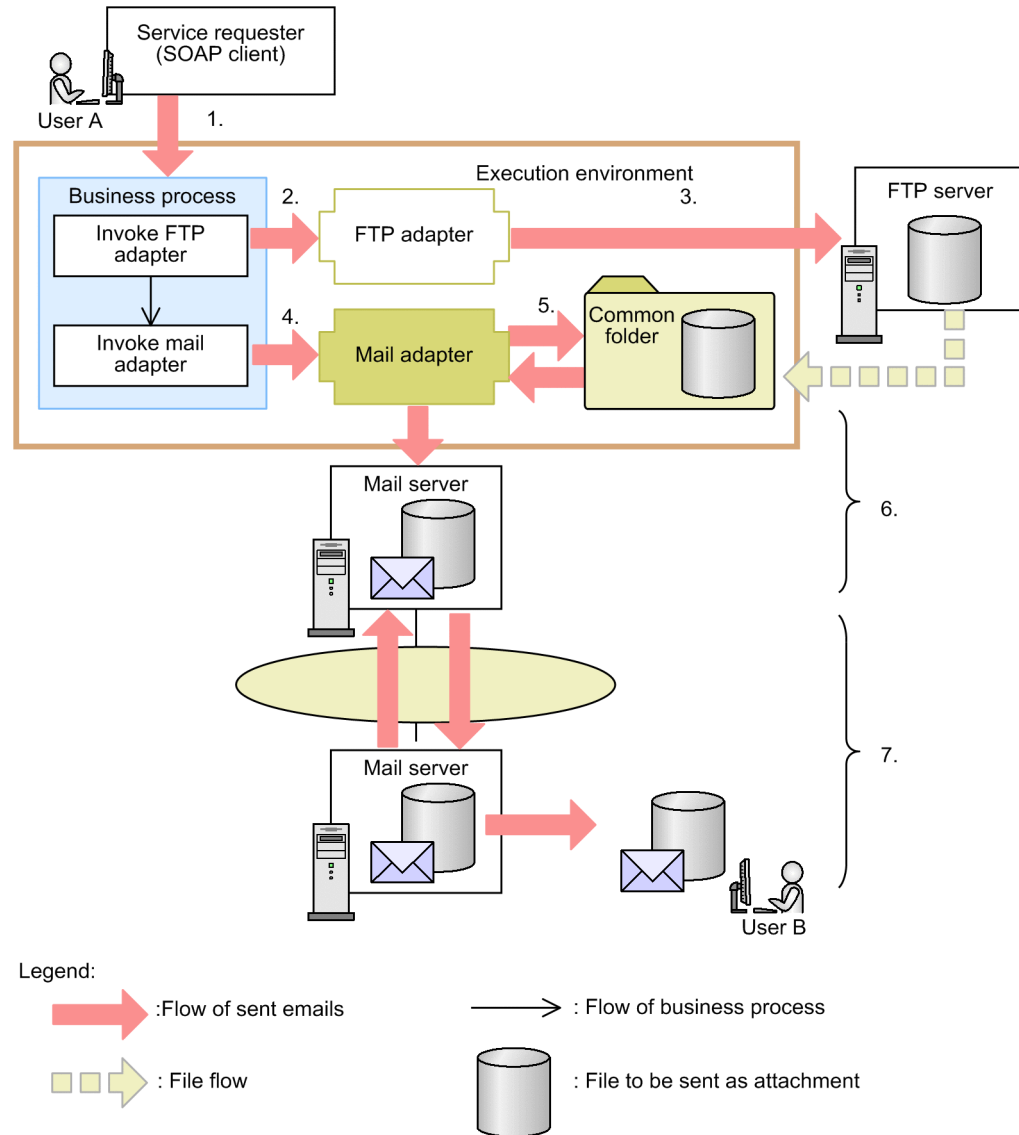 Service requester
(SOAP client)
User A
1.
Execution environment
Business process
2.
3.
FTP server
Invoke FTP
adapter
FTP adapter
4.
5.
Common
folder
Invoke mail
adapter
Mail adapter
Mail server
6.
Mail server
7.
User B
Legend:
:Flow of sent emails
: Flow of business process
: File flow
: File to be sent as attachment